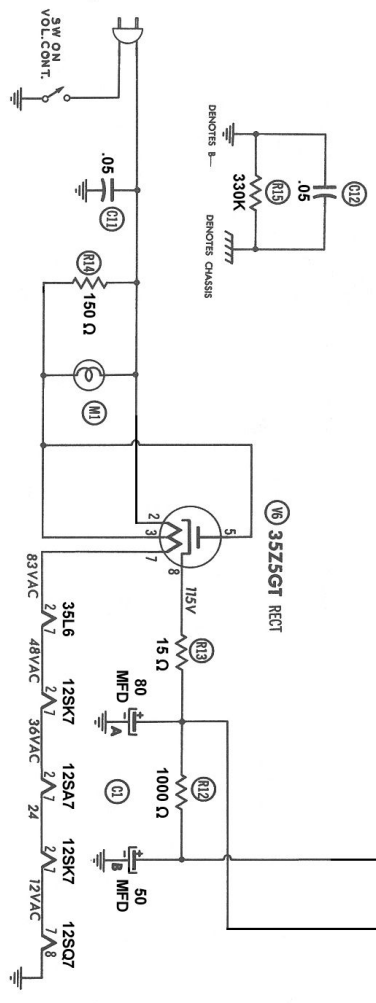 SW ON
VOL.CONT.
.05
C11
DENOTES B—
R15
330K
.05
C12
DENOTES CHASSIS
R14
150 Ω
M1
V6 35Z5GT RECT
2
3
7
8
5
115V
R13
15 Ω
80
MFD
+
-
A
R12
1000 Ω
C1
50
MFD
+
-
B
83VAC
35L6
2
7
48VAC
12SK7
2
7
36VAC
12SA7
2
7
24
12SK7
2
7
12VAC
12SQ7
7
8